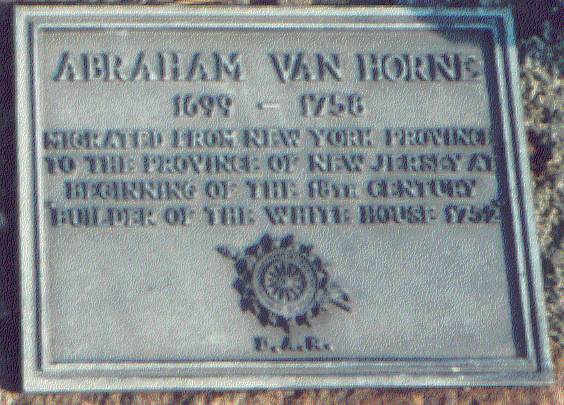 ABRAHAM VAN HORNE
1699 - 1758
MIGRATED FROM NEW YORK PROVINCE
TO THE PROVINCE OF NEW JERSEY AT
BEGINNING OF THE 18TH CENTURY
BUILDER OF THE WHITE HOUSE 1752
D.A.R.